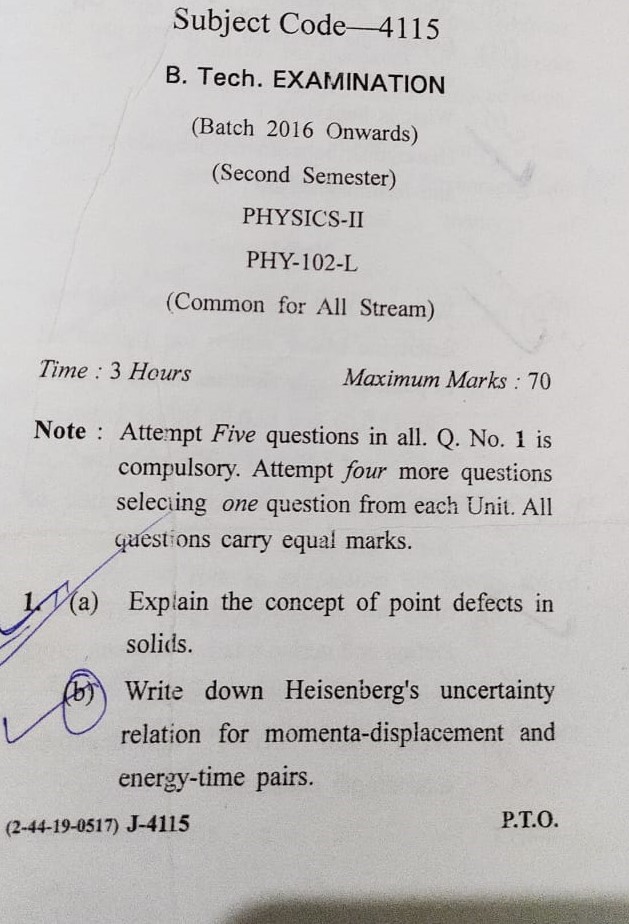 Subject Code—4115
B. Tech. EXAMINATION
(Batch 2016 Onwards)
(Second Semester)
PHYSICS-II
PHY-102-L
(Common for All Stream)
Time : 3 Hours Maximum Marks : 70
Note : Attempt Five questions in all. Q. No. 1 is
compulsory. Attempt four more questions
selecting one question from each Unit. All
questions carry equal marks.
1. (a) Explain the concept of point defects in
solids.
(b) Write down Heisenberg's uncertainty
relation for momenta-displacement and
energy-time pairs.
(2-44-19-0517) J-4115 P.T.O.